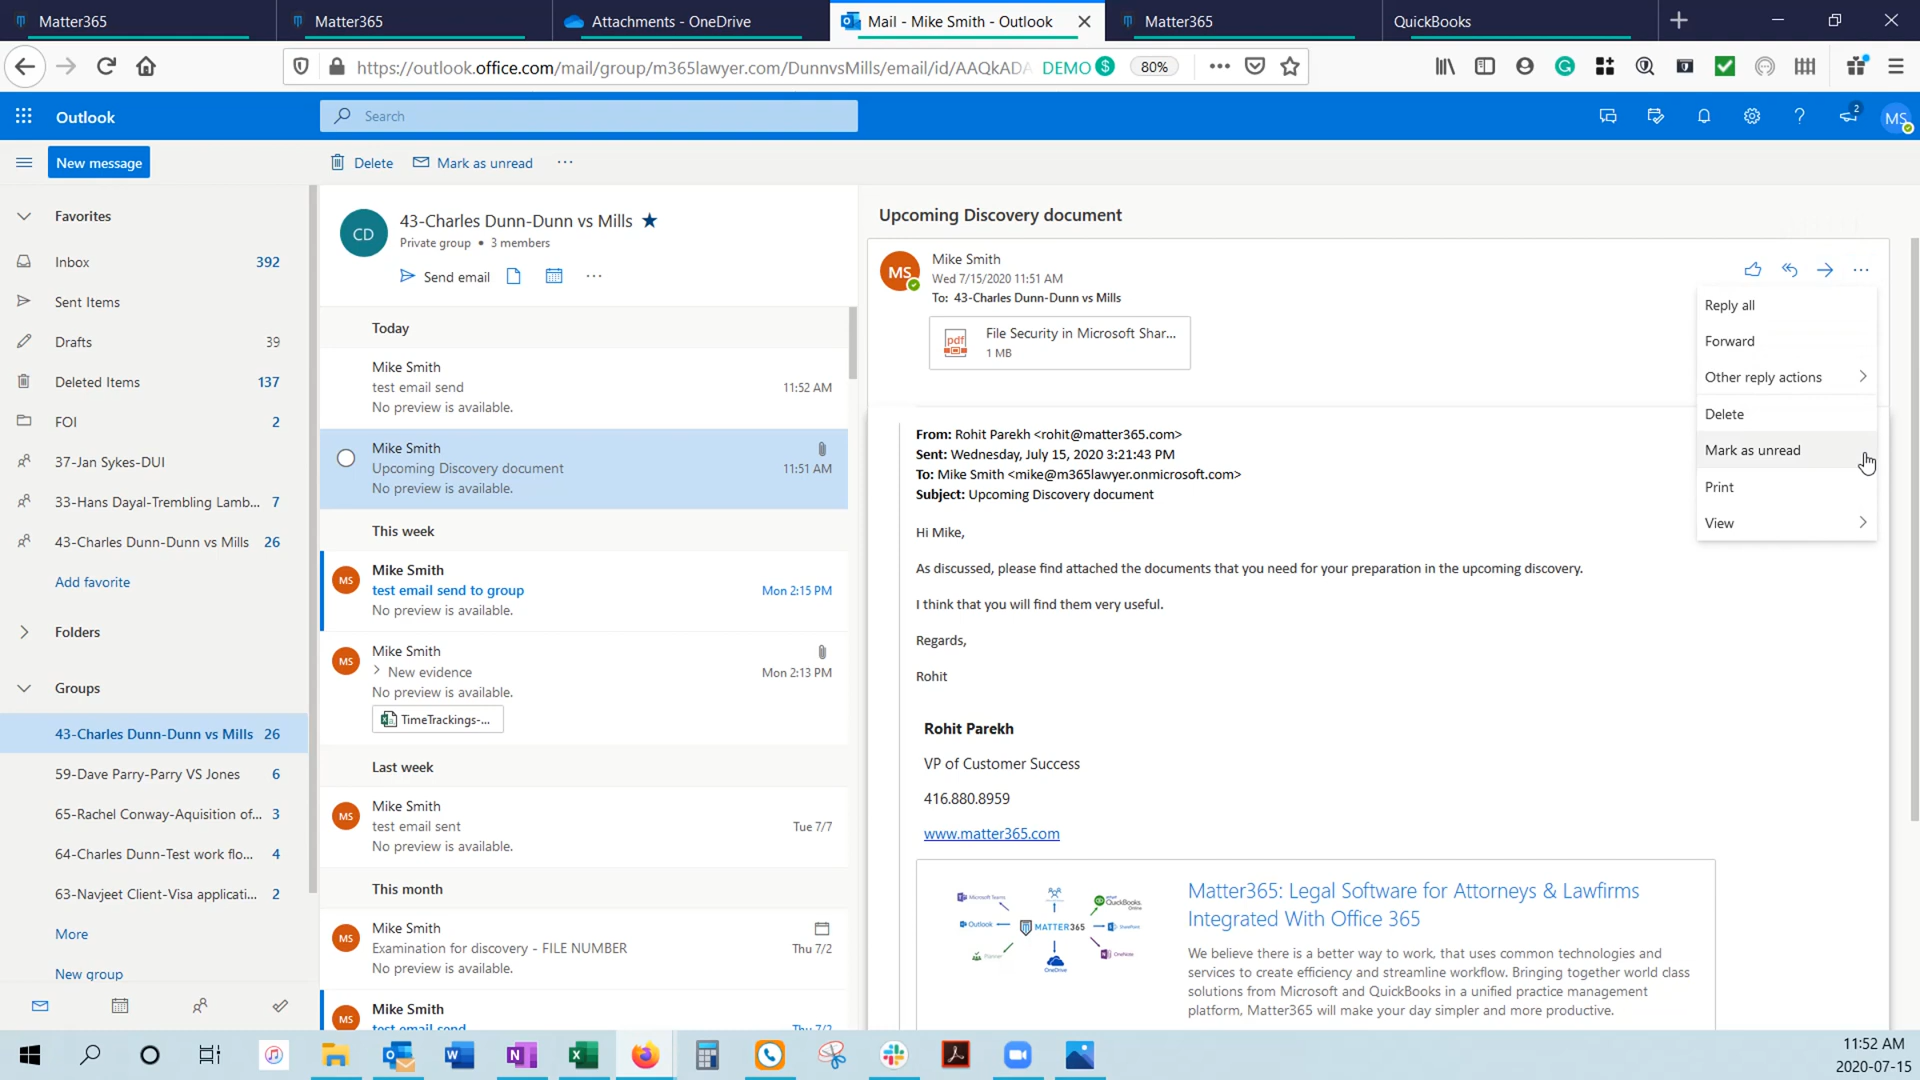 Matter365
Matter365
Attachments - OneDrive
Mail - Mike Smith - Outlook
Matter365
QuickBooks
https://outlook.office.com/mail/group/m365lawyer.com/DunnvsMills/email/id/AAQkADA
DEMO
80%
Outlook
Search
2
MS
New message
Delete
Mark as unread
Favorites
Inbox 392
Sent Items
Drafts 39
Deleted Items 137
FOI 2
37-Jan Sykes-DUI
33-Hans Dayal-Trembling Lamb... 7
43-Charles Dunn-Dunn vs Mills 26
Add favorite
Folders
Groups
43-Charles Dunn-Dunn vs Mills 26
59-Dave Parry-Parry VS Jones 6
65-Rachel Conway-Aquisition of... 3
64-Charles Dunn-Test work flo... 4
63-Navjeet Client-Visa applicati... 2
More
New group
CD
43-Charles Dunn-Dunn vs Mills
Private group • 3 members
Send email
Today
Mike Smith
test email send 11:52 AM
No preview is available.
Mike Smith
Upcoming Discovery document 11:51 AM
No preview is available.
This week
MS
Mike Smith
test email send to group Mon 2:15 PM
No preview is available.
MS
Mike Smith
New evidence Mon 2:13 PM
No preview is available.
TimeTrackings-...
Last week
MS
Mike Smith
test email sent Tue 7/7
No preview is available.
This month
MS
Mike Smith
Examination for discovery - FILE NUMBER Thu 7/2
No preview is available.
MS
Mike Smith
test email send Thu 7/2
Upcoming Discovery document
MS
Mike Smith
Wed 7/15/2020 11:51 AM
To: 43-Charles Dunn-Dunn vs Mills
pdf
File Security in Microsoft Shar...
1 MB
Reply all
Forward
Other reply actions
Delete
Mark as unread
Print
View
From: Rohit Parekh <rohit@matter365.com>
Sent: Wednesday, July 15, 2020 3:21:43 PM
To: Mike Smith <mike@m365lawyer.onmicrosoft.com>
Subject: Upcoming Discovery document
Hi Mike,
As discussed, please find attached the documents that you need for your preparation in the upcoming discovery.
I think that you will find them very useful.
Regards,
Rohit
Rohit Parekh
VP of Customer Success
416.880.8959
www.matter365.com
Microsoft Teams
QuickBooks
Outlook
MATTER365
SharePoint
Planner
OneDrive
OneNote
Matter365: Legal Software for Attorneys & Lawfirms
Integrated With Office 365
We believe there is a better way to work, that uses common technologies and
services to create efficiency and streamline workflow. Bringing together world class
solutions from Microsoft and QuickBooks in a unified practice management
platform, Matter365 will make your day simpler and more productive.
11:52 AM
2020-07-15